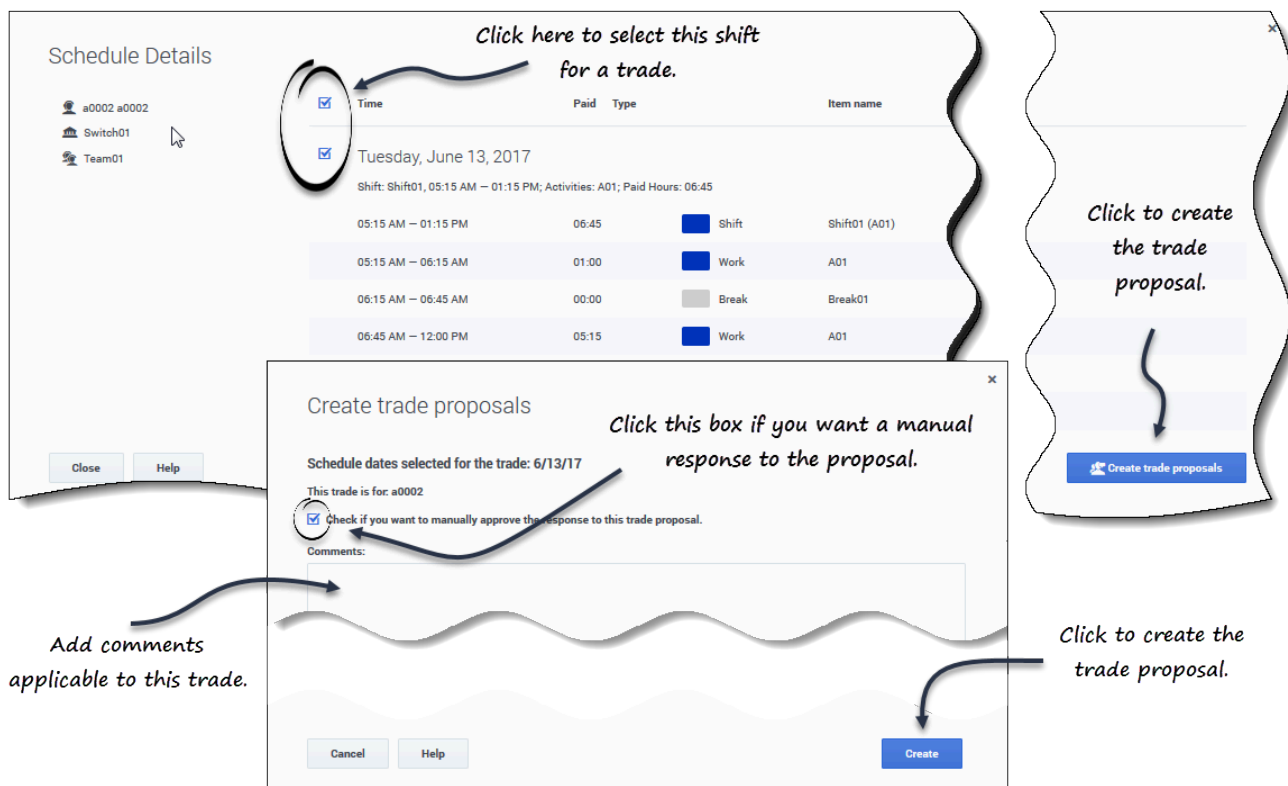 Schedule Details
a0002 a0002
Switch01
Team01
Click here to select this shift
for a trade.
Time Paid Type Item name
Tuesday, June 13, 2017
Shift: Shift01, 05:15 AM — 01:15 PM; Activities: A01; Paid Hours: 06:45
05:15 AM — 01:15 PM 06:45 Shift Shift01 (A01)
05:15 AM — 06:15 AM 01:00 Work A01
06:15 AM — 06:45 AM 00:00 Break Break01
06:45 AM — 12:00 PM 05:15 Work A01
Close Help
×
Click to create
the trade
proposal.
Create trade proposals
×
Create trade proposals
Click this box if you want a manual
response to the proposal.
Schedule dates selected for the trade: 6/13/17
This trade is for: a0002
Check if you want to manually approve the response to this trade proposal.
Comments:
Add comments
applicable to this trade.
Click to create the
trade proposal.
Cancel Help Create